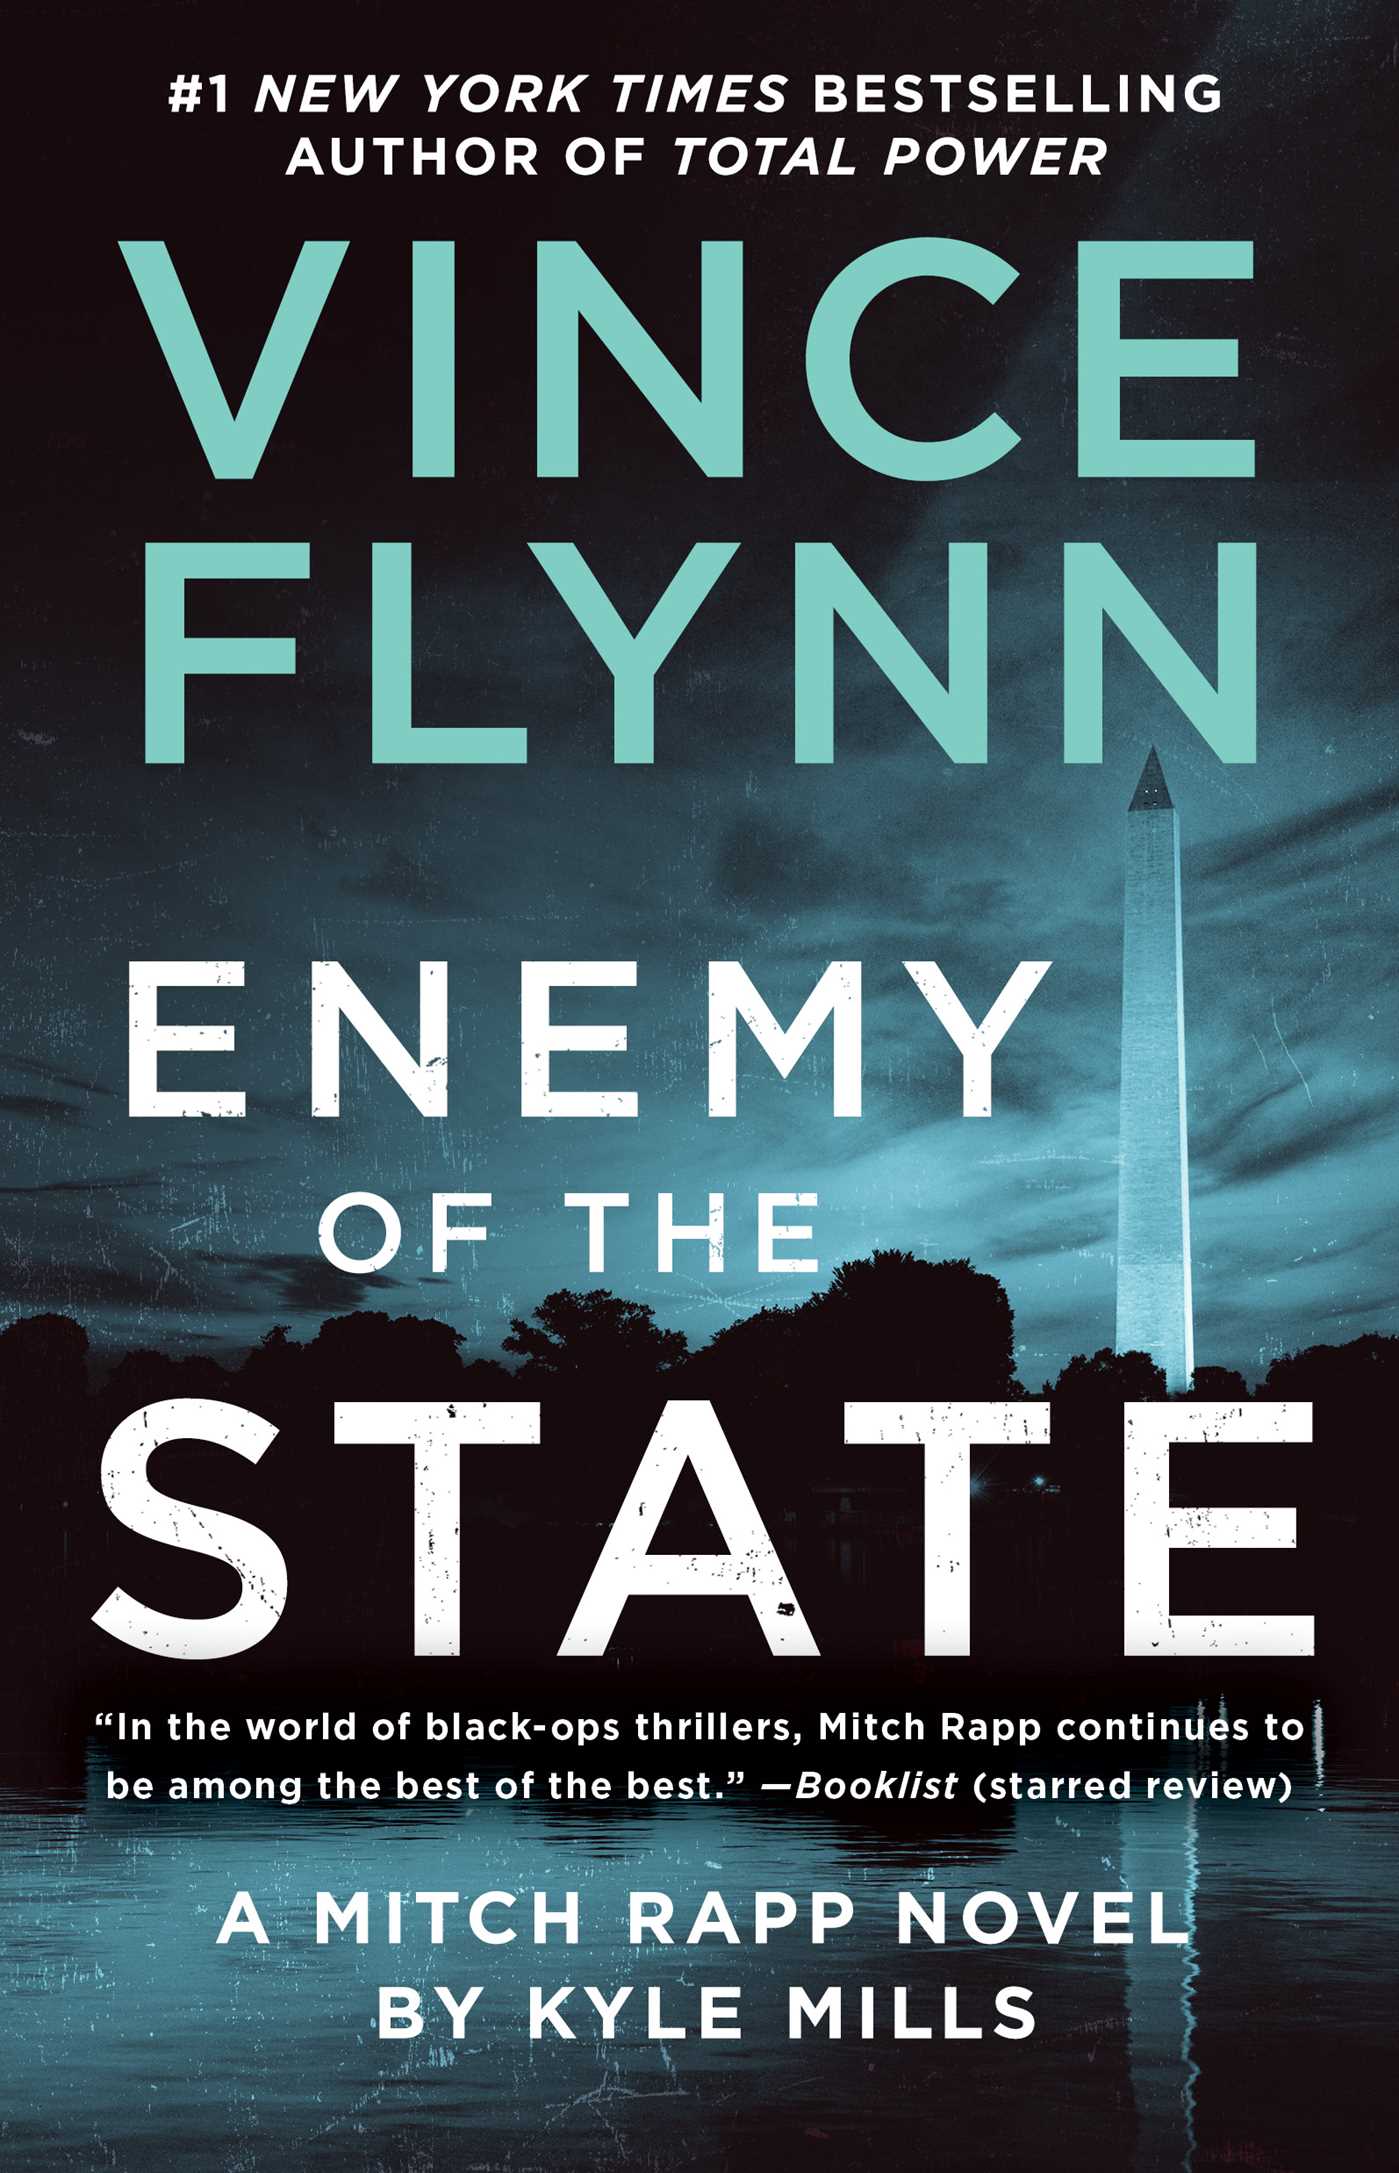 #1 NEW YORK TIMES BESTSELLING
AUTHOR OF TOTAL POWER
VINCE
FLYNN
ENEMY
OF THE
STATE
“In the world of black-ops thrillers, Mitch Rapp continues to
be among the best of the best.” —Booklist (starred review)
A MITCH RAPP NOVEL
BY KYLE MILLS